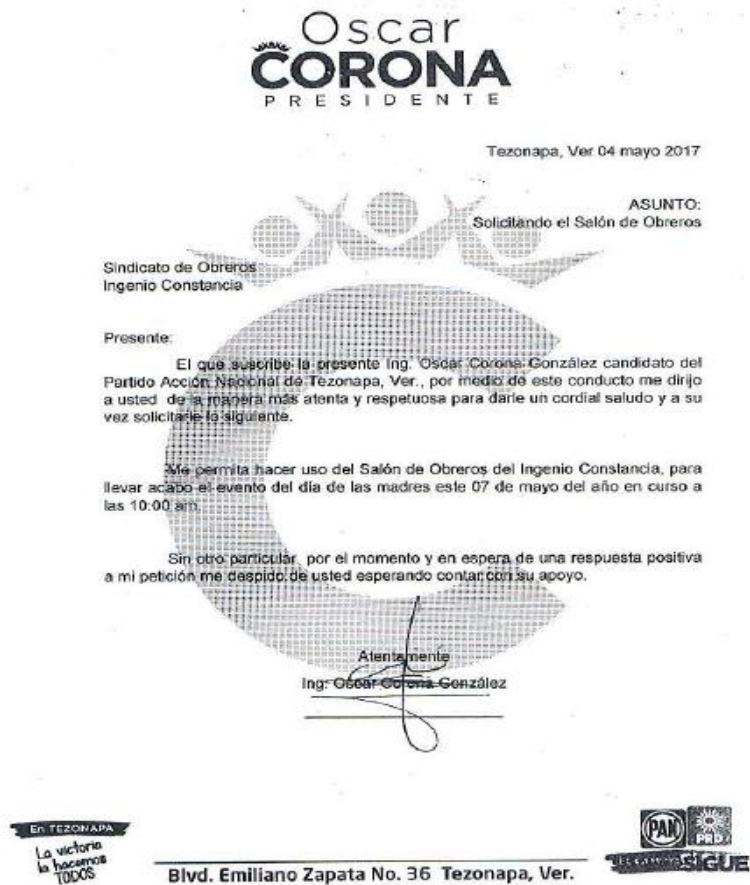 Oscar
CORONA
PRESIDENTE
Tezonapa, Ver 04 mayo 2017
ASUNTO:
Solicitando el Salón de Obreros
Sindicato de Obreros
Ingenio Constancia
Presente:
El que suscribe la presente Ing. Oscar Corona González candidato del
Partido Acción Nacional de Tezonapa, Ver., por medio de este conducto me dirijo
a usted de la manera más atenta y respetuosa para darle un cordial saludo y a su
vez solicitarle lo siguiente.
Me permita hacer uso del Salón de Obreros del Ingenio Constancia, para
llevar acabo el evento del día de las madres este 07 de mayo del año en curso a
las 10:00 am.
Sin otro particular, por el momento y en espera de una respuesta positiva
a mi petición me despido de usted esperando contar con su apoyo.
Atentamente
Ing. Oscar Corona González
En TEZONAPA
La victoria
la hacemos
TODOS
Blvd. Emiliano Zapata No. 36 Tezonapa, Ver.
PAN PRD
SIGUE